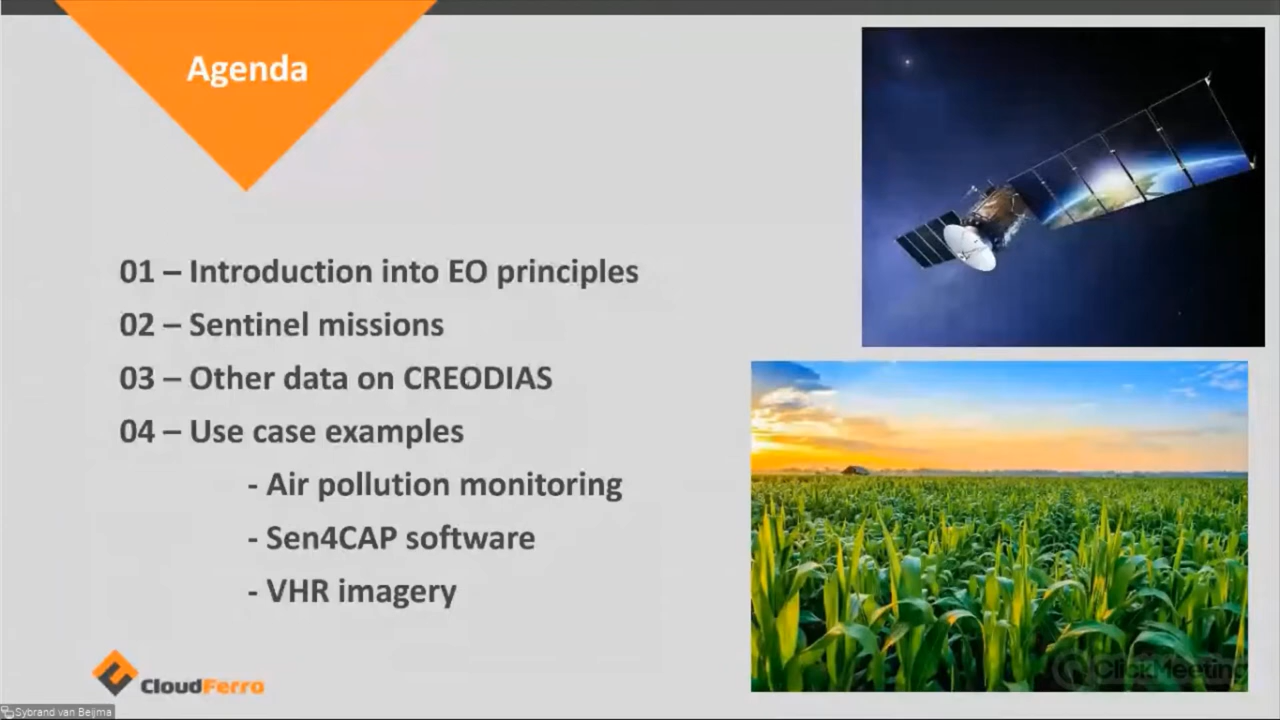 Agenda
01 – Introduction into EO principles
02 – Sentinel missions
03 – Other data on CREODIAS
04 – Use case examples
- Air pollution monitoring
- Sen4CAP software
- VHR imagery
CloudFerro
ClickMeeting
Sybrand van Beijma